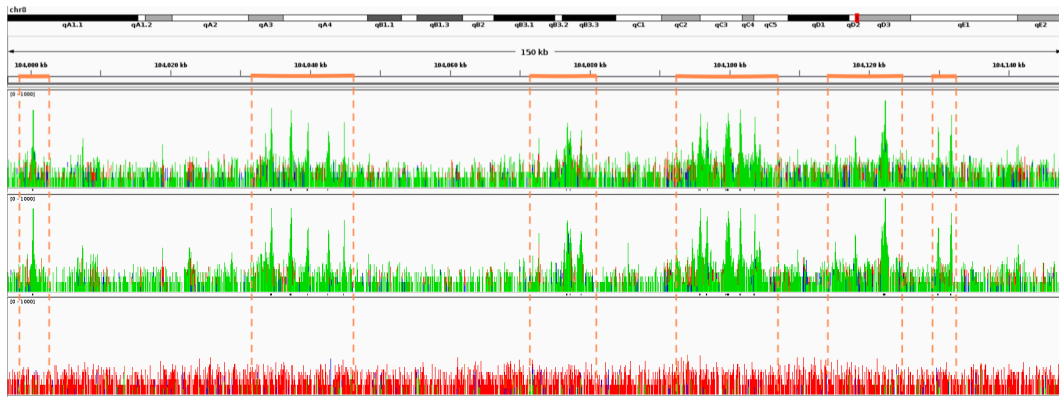 chr8
qA1.1 qA1.2 qA2 qA3 qA4 qB1.1 qB1.3 qB2 qB3.1 qB3.2 qB3.3 qC1 qC2 qC3 qC4 qC5 qD1 qD2 qD3 qE1 qE2
150 kb
104,000 kb 104,020 kb 104,040 kb 104,060 kb 104,080 kb 104,100 kb 104,120 kb 104,140 kb
[0 - 1000]
[0 - 1000]
[0 - 1000]